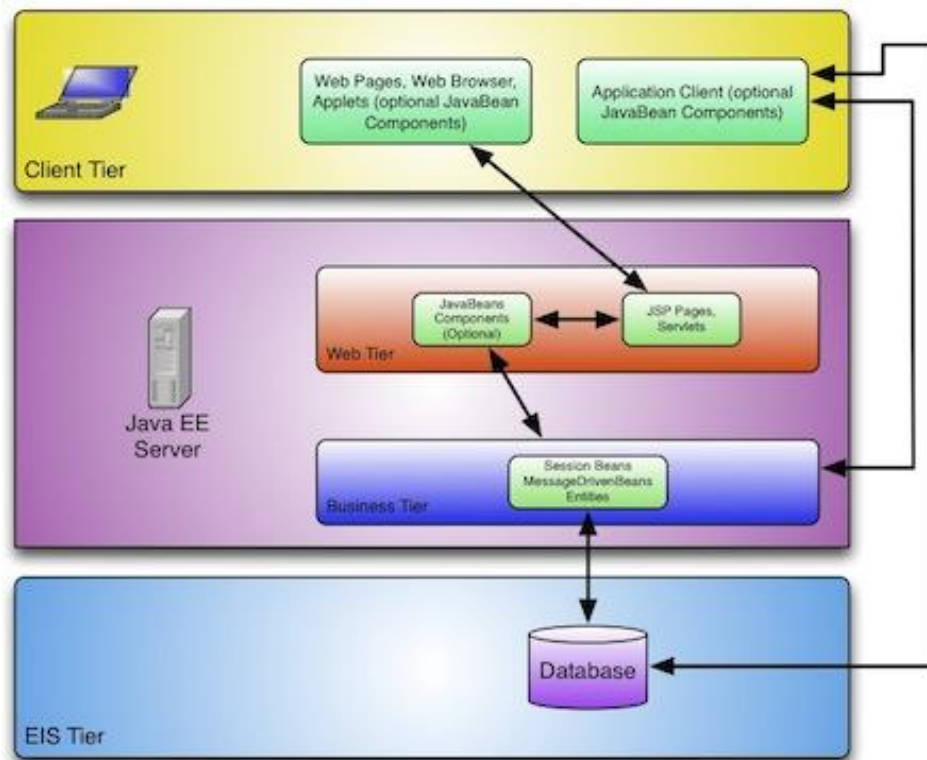 Web Pages, Web Browser,
Applets (optional JavaBean
Components)
Application Client (optional
JavaBean Components)
Client Tier
JavaBeans
Components
(Optional)
JSP Pages,
Servlets
Web Tier
Java EE
Server
Session Beans
MessageDrivenBeans
Entities
Business Tier
Database
EIS Tier